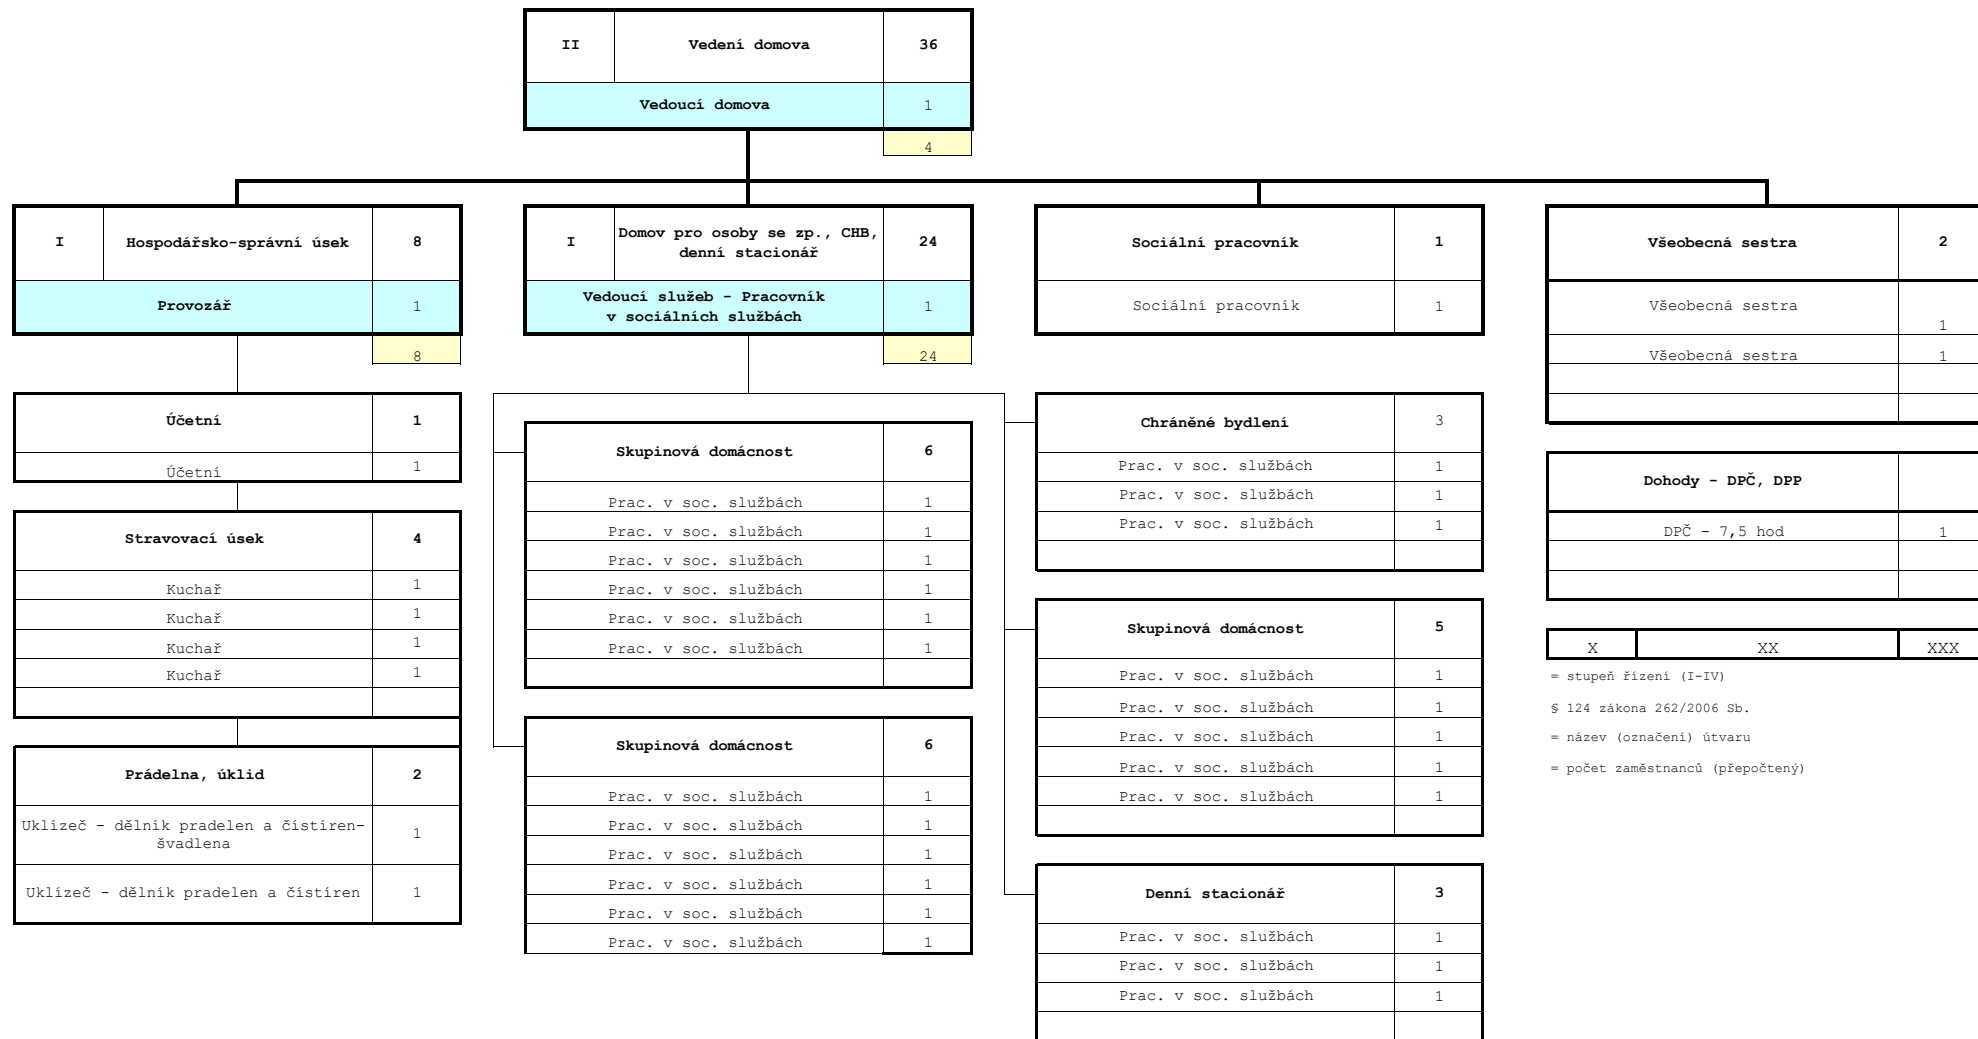 II Vedení domova 36
Vedoucí domova 1
4
I Hospodářsko-správní úsek 8
Provozář 1
8
I Domov pro osoby se zp., CHB, 24
denní stacionář
Vedoucí služeb - Pracovník 1
v sociálních službách
24
Sociální pracovník 1
Sociální pracovník 1
Všeobecná sestra 2
Všeobecná sestra 1
Všeobecná sestra 1
Účetní 1
Účetní 1
Stravovací úsek 4
Kuchař 1
Kuchař 1
Kuchař 1
Kuchař 1
Prádelna, úklid 2
Uklízeč - dělník pradelen a čistíren- 1
švadlena
Uklízeč - dělník pradelen a čistíren 1
Skupinová domácnost 6
Prac. v soc. službách 1
Prac. v soc. službách 1
Prac. v soc. službách 1
Prac. v soc. službách 1
Prac. v soc. službách 1
Prac. v soc. službách 1
Skupinová domácnost 6
Prac. v soc. službách 1
Prac. v soc. službách 1
Prac. v soc. službách 1
Prac. v soc. službách 1
Prac. v soc. službách 1
Prac. v soc. službách 1
Chráněné bydlení 3
Prac. v soc. službách 1
Prac. v soc. službách 1
Prac. v soc. službách 1
Skupinová domácnost 5
Prac. v soc. službách 1
Prac. v soc. službách 1
Prac. v soc. službách 1
Prac. v soc. službách 1
Prac. v soc. službách 1
Denní stacionář 3
Prac. v soc. službách 1
Prac. v soc. službách 1
Prac. v soc. službách 1
Dohody - DPČ, DPP
DPČ - 7,5 hod 1
X XX XXX
= stupeň řízení (I-IV)
§ 124 zákona 262/2006 Sb.
= název (označení) útvaru
= počet zaměstnanců (přepočtený)